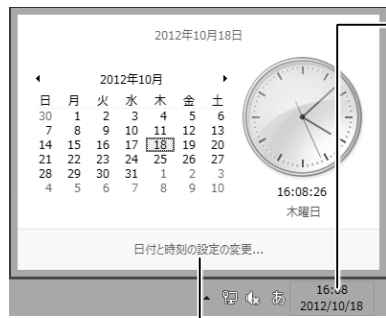 2012年10月18日
2012年10月
日 月 火 水 木 金 土
30 1 2 3 4 5 6
7 8 9 10 11 12 13
14 15 16 17 18 19 20
21 22 23 24 25 26 27
28 29 30 31 1 2 3
4 5 6 7 8 9 10
16:08:26
木曜日
日付と時刻の設定の変更...
あ
16:08
2012/10/18